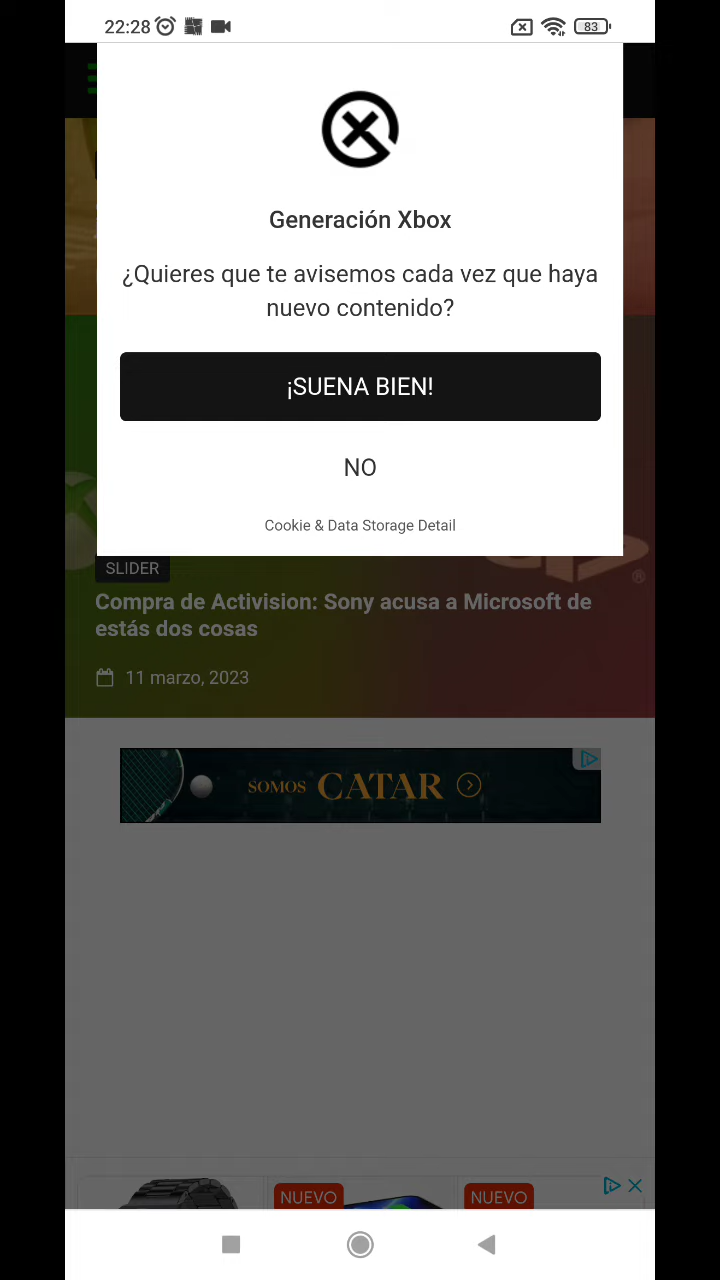 22:28
83
Generación Xbox
¿Quieres que te avisemos cada vez que haya
nuevo contenido?
¡SUENA BIEN!
NO
Cookie & Data Storage Detail
SLIDER
Compra de Activision: Sony acusa a Microsoft de
estás dos cosas
11 marzo, 2023
SOMOS CATAR
NUEVO
NUEVO